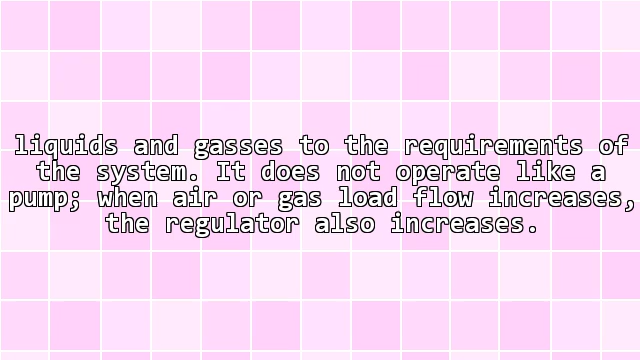 liquids and gasses to the requirements of
the system. It does not operate like a
pump; when air or gas load flow increases,
the regulator also increases.